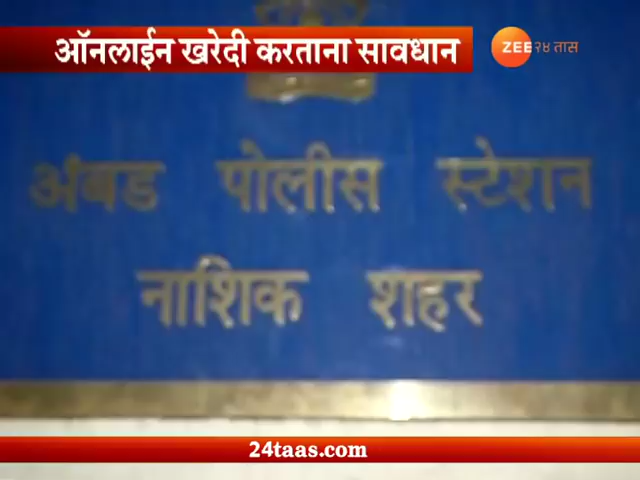 ऑनलाईन खरेदी करताना सावधान
ZEE २४ तास
अंबड पोलीस स्टेशन
नाशिक शहर
24taas.com